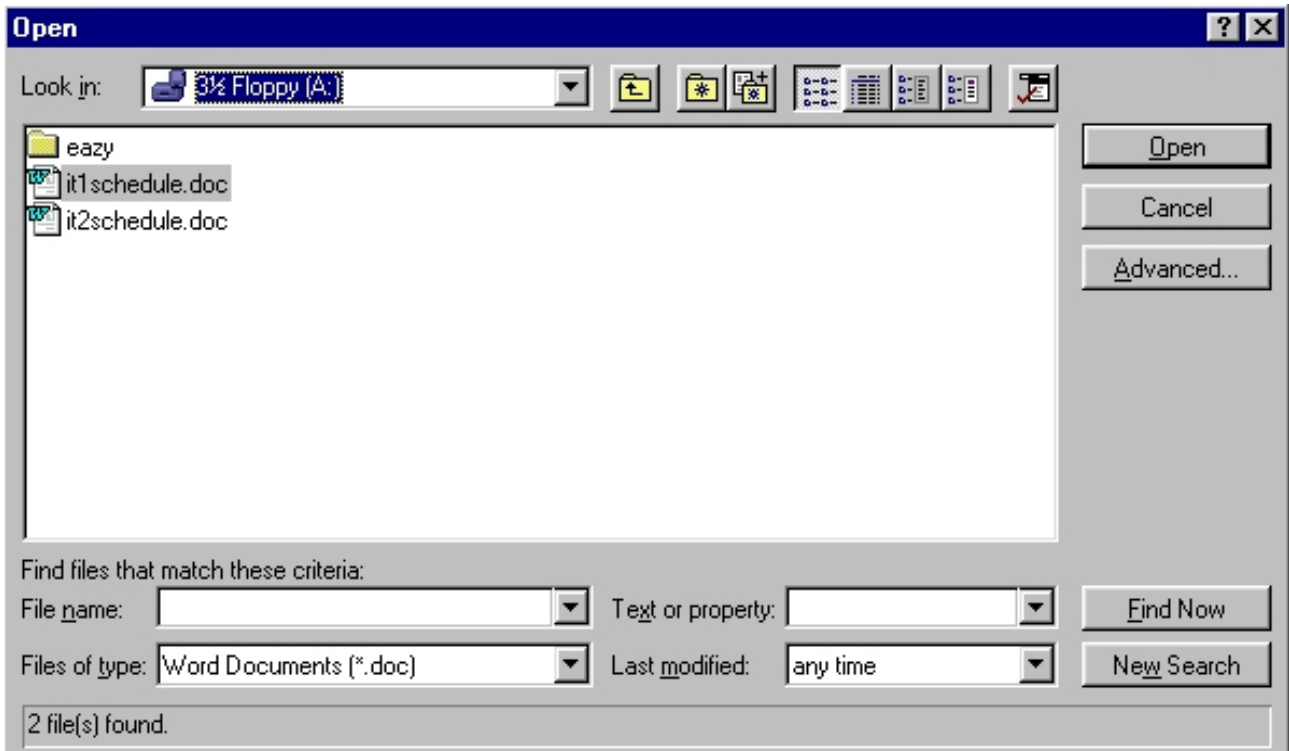 Open
Look in: 3½ Floppy (A:)
eazy
it1schedule.doc
it2schedule.doc
Open
Cancel
Advanced...
Find files that match these criteria:
File name: Text or property: Find Now
Files of type: Word Documents (*.doc) Last modified: any time New Search
2 file(s) found.